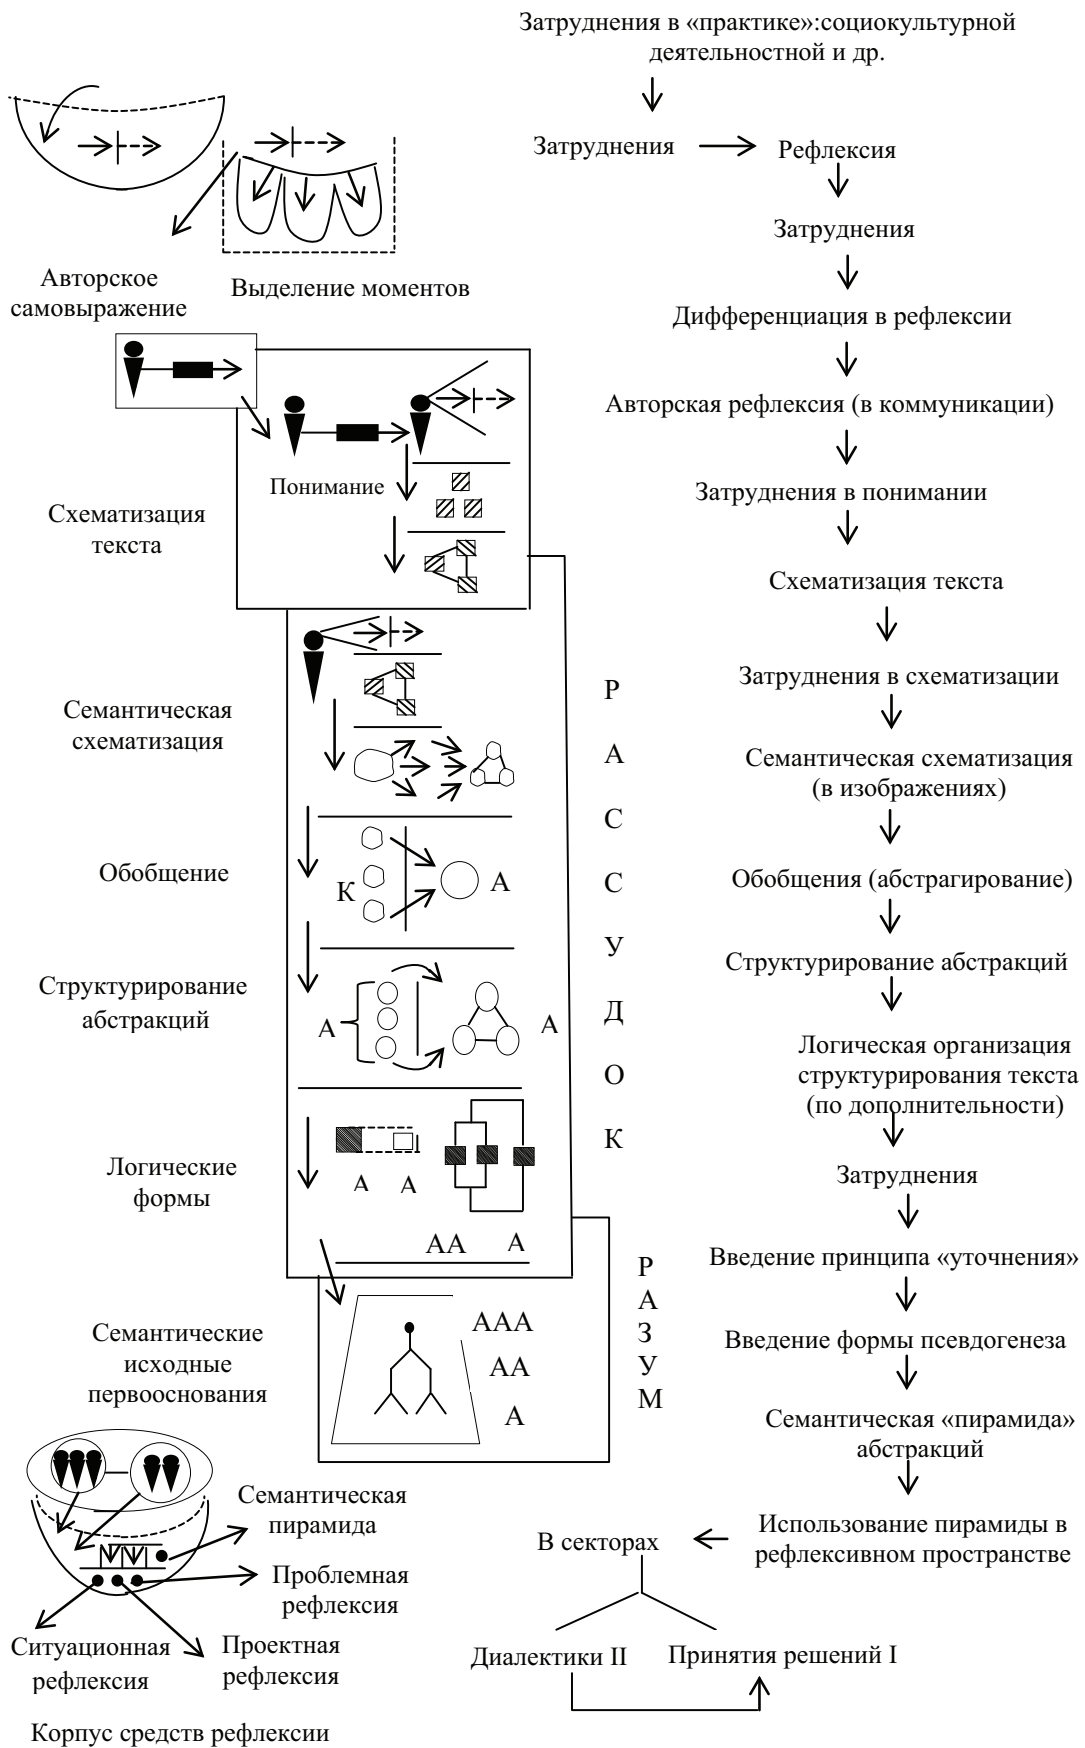 Затруднения в «практике»:социокультурной
деятельностной и др.
Затруднения
Рефлексия
Затруднения
Дифференциация в рефлексии
Авторская рефлексия (в коммуникации)
Затруднения в понимании
Схематизация текста
Затруднения в схематизации
Семантическая схематизация
(в изображениях)
Обобщения (абстрагирование)
Структурирование абстракций
Логическая организация
структурирования текста
(по дополнительности)
Затруднения
Введение принципа «уточнения»
Введение формы псевдогенеза
Семантическая «пирамида»
абстракций
Использование пирамиды в
рефлексивном пространстве
В секторах
Диалектики II
Принятия решений I
Авторское
самовыражение
Выделение моментов
Понимание
Схематизация
текста
Семантическая
схематизация
Обобщение
К
А
Структурирование
абстракций
А
А
Логические
формы
А А
АА А
Семантические
исходные
первооснования
ААА
АА
А
Р
А
С
С
У
Д
О
К
Р
А
З
У
М
Семантическая
пирамида
Проблемная
рефлексия
Ситуационная
рефлексия
Проектная
рефлексия
Корпус средств рефлексии